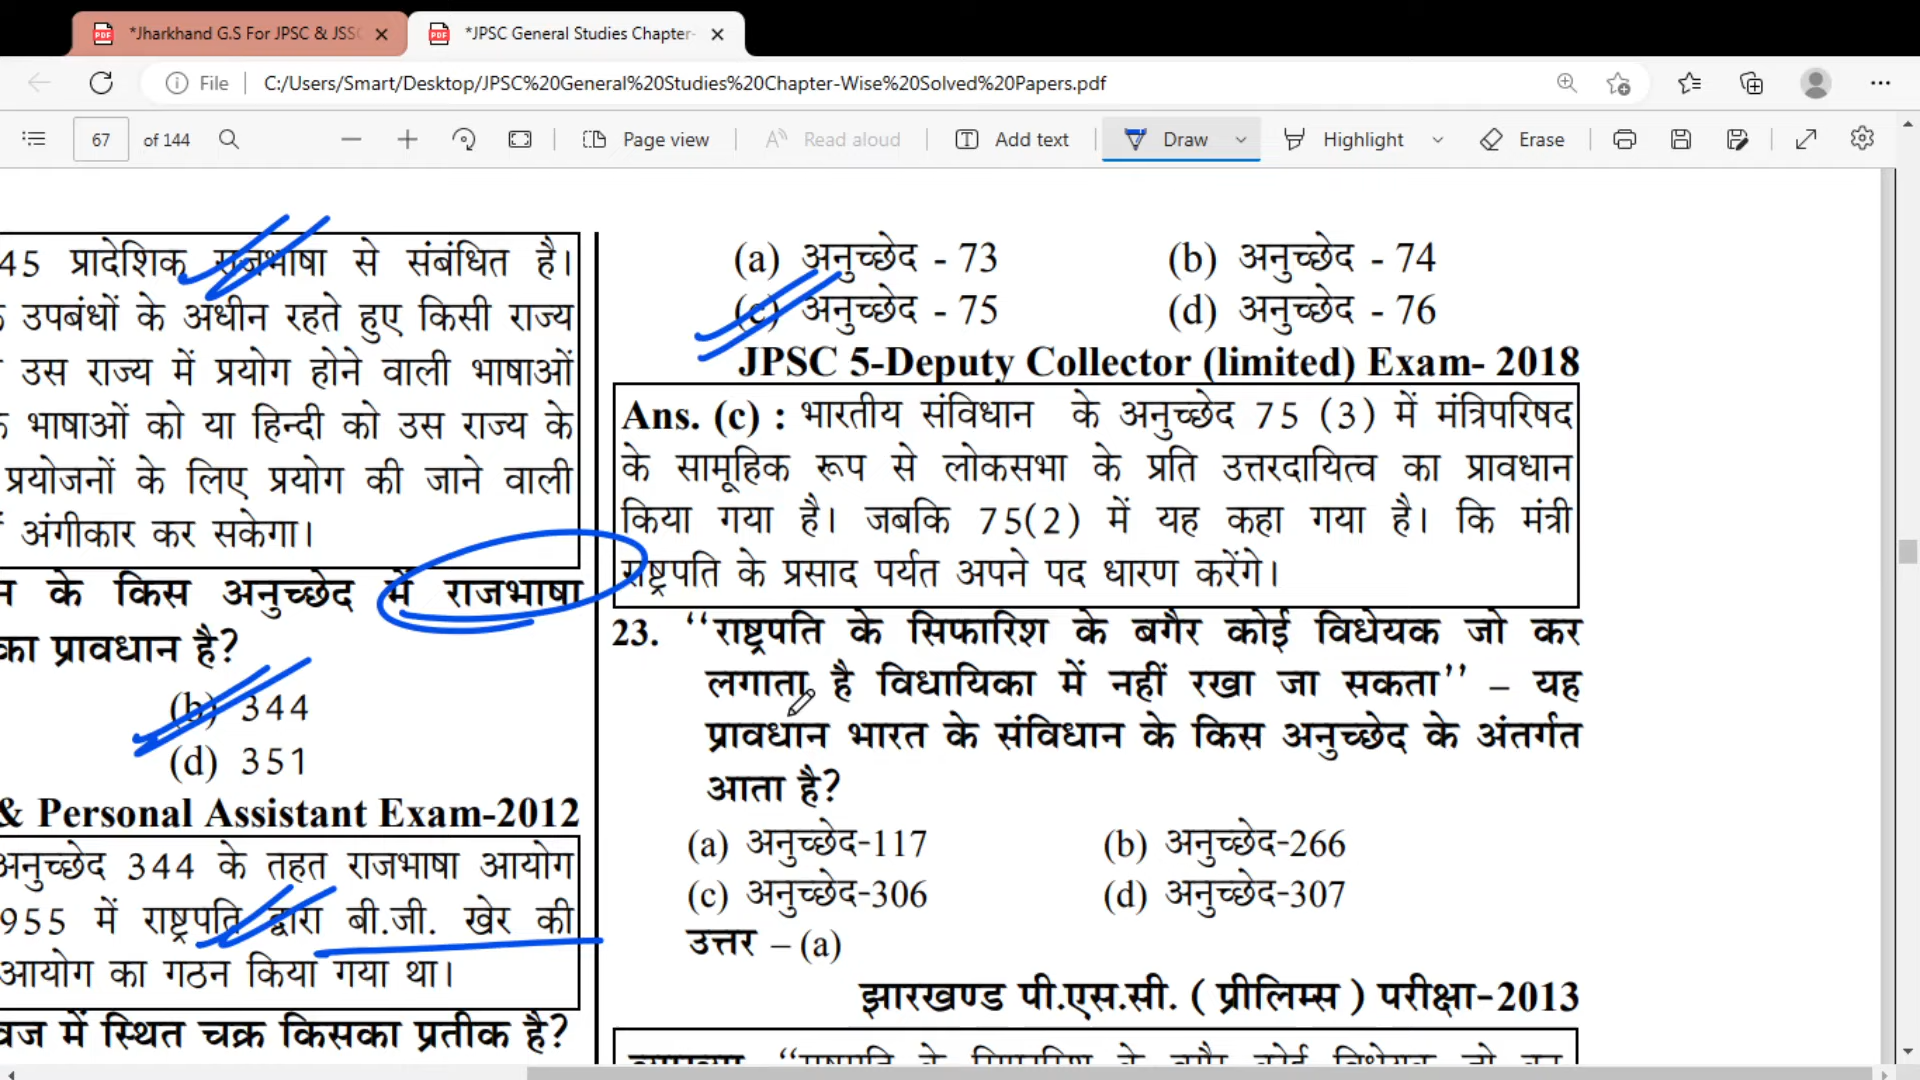 *Jharkhand G.S For JPSC & JSSC
*JPSC General Studies Chapter-
File
C:/Users/Smart/Desktop/JPSC%20General%20Studies%20Chapter-Wise%20Solved%20Papers.pdf
67 of 144
Page view
Read aloud
Add text
Draw
Highlight
Erase
45 प्रादेशिक राजभाषा से संबंधित है।
उपबंधों के अधीन रहते हुए किसी राज्य
उस राज्य में प्रयोग होने वाली भाषाओं
भाषाओं को या हिन्दी को उस राज्य के
प्रयोजनों के लिए प्रयोग की जाने वाली
अंगीकार कर सकेगा।
के किस अनुच्छेद में राजभाषा
का प्रावधान है?
(b) 344
(d) 351
& Personal Assistant Exam-2012
अनुच्छेद 344 के तहत राजभाषा आयोग
955 में राष्ट्रपति द्वारा बी.जी. खेर की
आयोग का गठन किया गया था।
में स्थित चक्र किसका प्रतीक है?
(a) अनुच्छेद - 73 (b) अनुच्छेद - 74
(c) अनुच्छेद - 75 (d) अनुच्छेद - 76
JPSC 5-Deputy Collector (limited) Exam- 2018
Ans. (c) : भारतीय संविधान के अनुच्छेद 75 (3) में मंत्रिपरिषद
के सामूहिक रूप से लोकसभा के प्रति उत्तरदायित्व का प्रावधान
किया गया है। जबकि 75(2) में यह कहा गया है। कि मंत्री
राष्ट्रपति के प्रसाद पर्यंत अपने पद धारण करेंगे।
23. ‘‘राष्ट्रपति के सिफारिश के बगैर कोई विधेयक जो कर
लगाता है विधायिका में नहीं रखा जा सकता’’ – यह
प्रावधान भारत के संविधान के किस अनुच्छेद के अंतर्गत
आता है?
(a) अनुच्छेद-117 (b) अनुच्छेद-266
(c) अनुच्छेद-306 (d) अनुच्छेद-307
उत्तर – (a)
झारखण्ड पी.एस.सी. ( प्रीलिम्स ) परीक्षा-2013